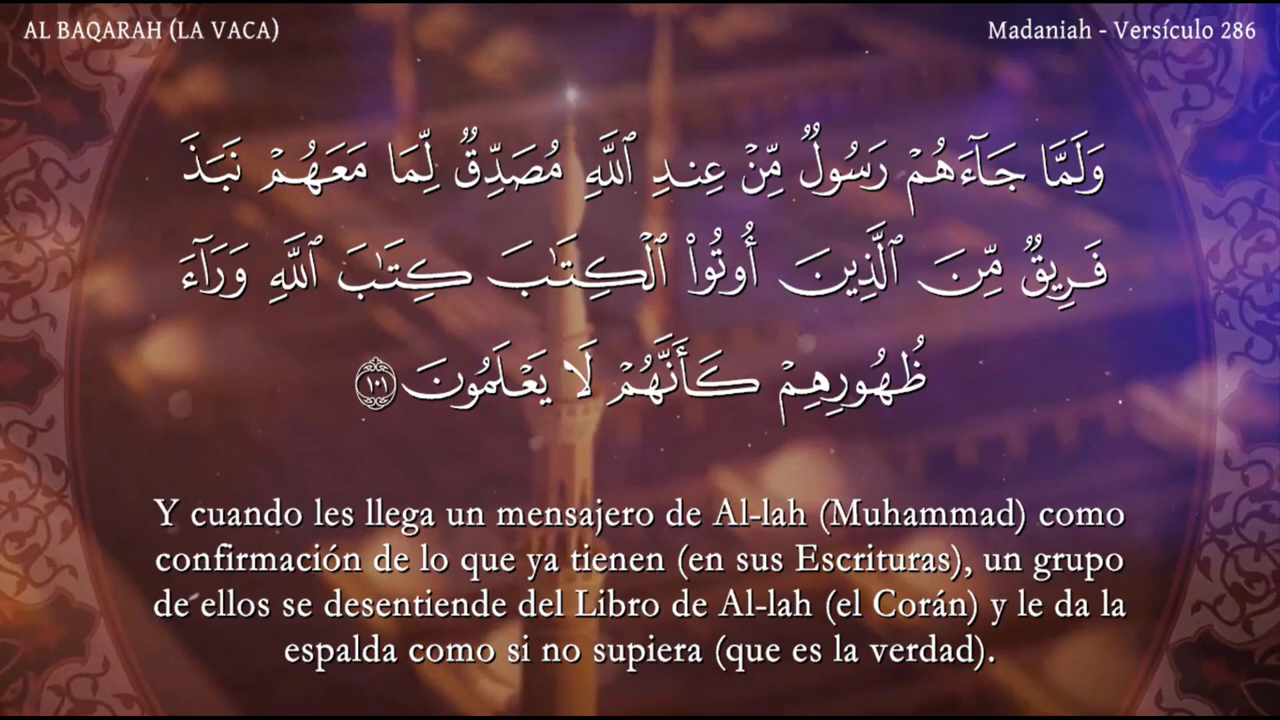 AL BAQARAH (LA VACA)
Madaniah - Versículo 286
وَلَمَّا جَآءَهُمْ رَسُولٌ مِّنْ عِندِ ٱللَّهِ مُصَدِّقٌ لِّمَا مَعَهُمْ نَبَذَ
فَرِيقٌ مِّنَ ٱلَّذِينَ أُوتُوا۟ ٱلْكِتَٰبَ كِتَٰبَ ٱللَّهِ وَرَآءَ
ظُهُورِهِمْ كَأَنَّهُمْ لَا يَعْلَمُونَ ١٠١
Y cuando les llega un mensajero de Al-lah (Muhammad) como
confirmación de lo que ya tienen (en sus Escrituras), un grupo
de ellos se desentiende del Libro de Al-lah (el Corán) y le da la
espalda como si no supiera (que es la verdad).